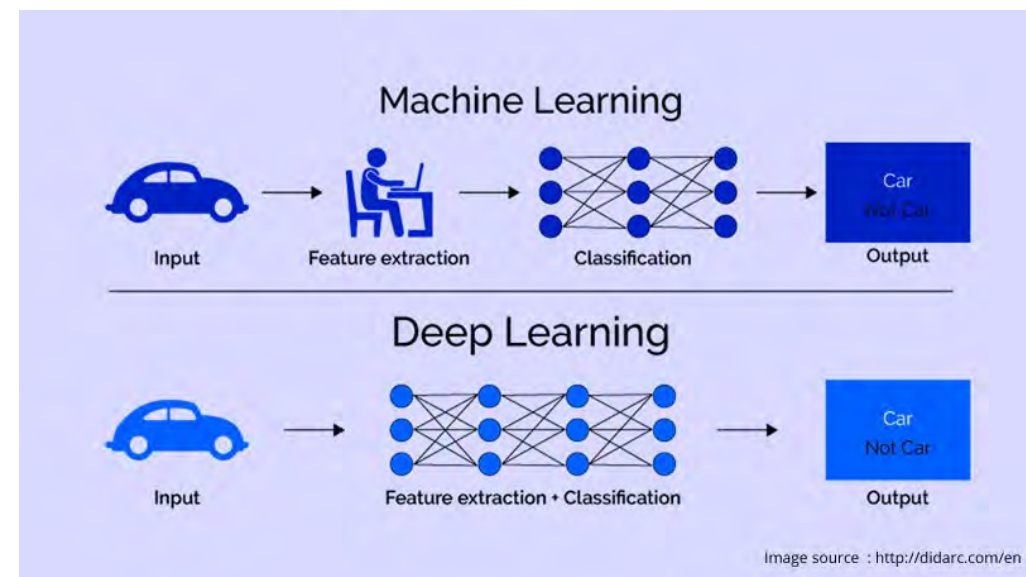 Machine Learning
Car
Not Car
Input
Feature extraction
Classification
Output
Deep Learning
Car
Not Car
Input
Feature extraction + Classification
Output
Image source : http://didarc.com/en